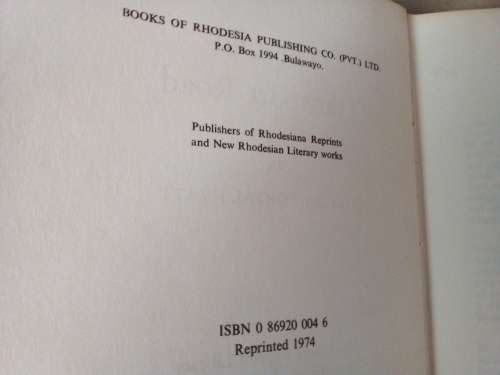 BOOKS OF RHODESIA PUBLISHING CO. (PVT.) LTD.
P.O. Box 1994 Bulawayo.
Publishers of Rhodesiana Reprints
and New Rhodesian Literary works
ISBN 0 86920 004 6
Reprinted 1974